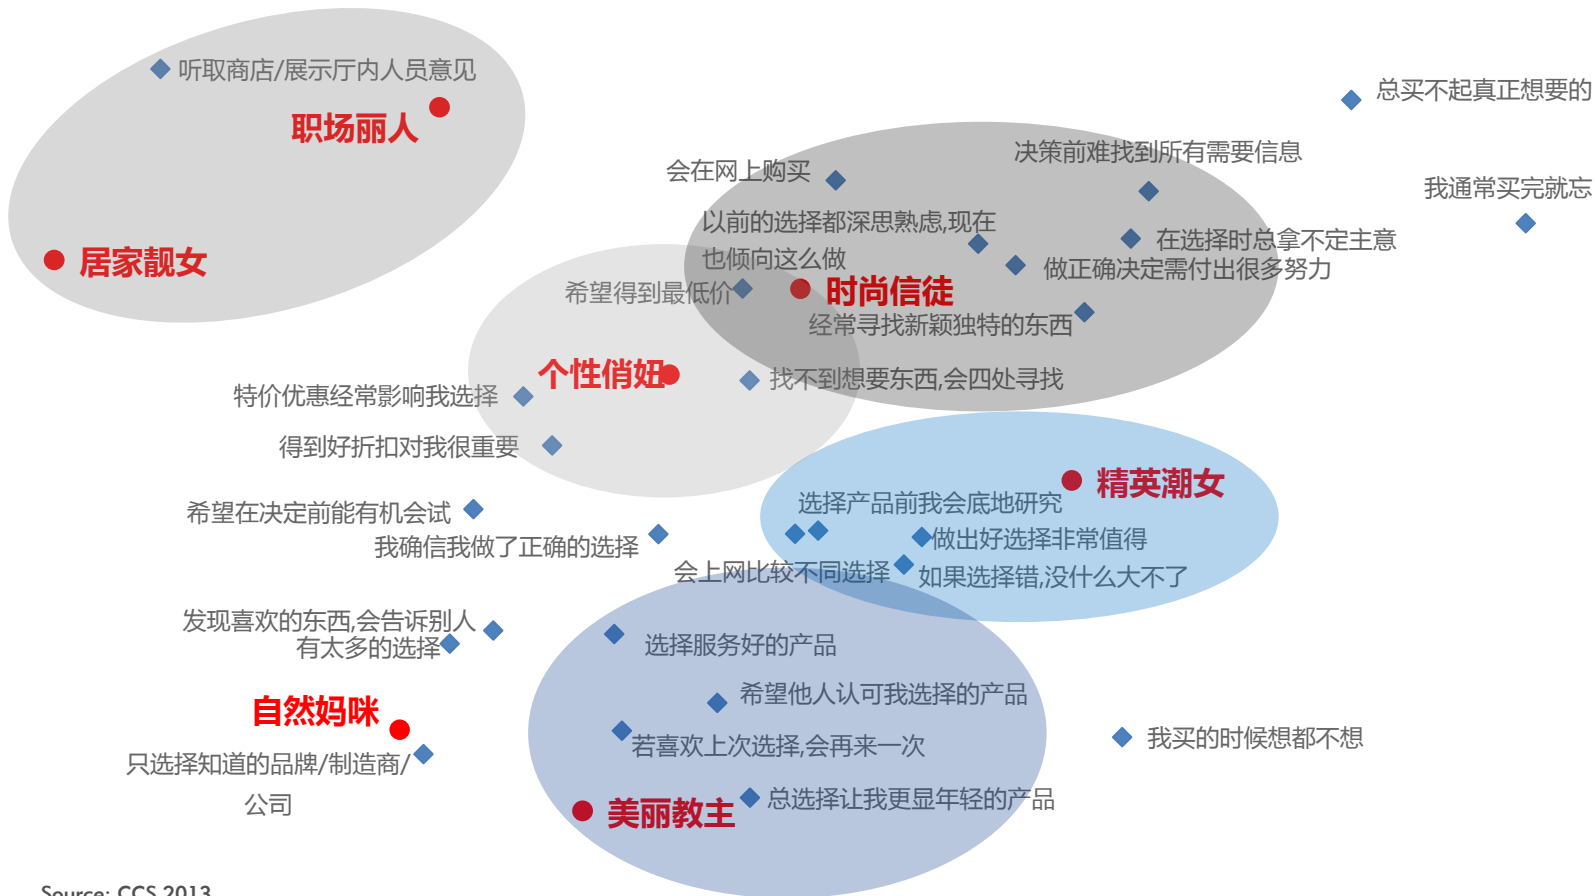 听取商店/展示厅内人员意见
总买不起真正想要的
职场丽人
决策前难找到所有需要信息
会在网上购买
我通常买完就忘
以前的选择都深思熟虑,现在
也倾向这么做
在选择时总拿不定主意
居家靓女
做正确决定需付出很多努力
希望得到最低价
时尚信徒
经常寻找新颖独特的东西
个性俏妞
找不到想要东西,会四处寻找
特价优惠经常影响我选择
得到好折扣对我很重要
精英潮女
选择产品前我会底地研究
希望在决定前能有机会试
做出好选择非常值得
我确信我做了正确的选择
会上网比较不同选择
如果选择错,没什么大不了
发现喜欢的东西,会告诉别人
有太多的选择
选择服务好的产品
希望他人认可我选择的产品
自然妈咪
若喜欢上次选择,会再来一次
我买的时候想都不想
只选择知道的品牌/制造商/
公司
总选择让我更显年轻的产品
美丽教主
Source: CCS 2013